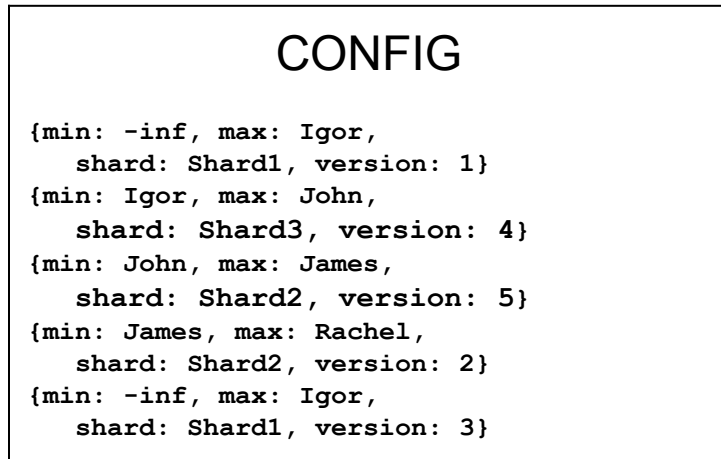 CONFIG
{min: -inf, max: Igor,
shard: Shard1, version: 1}
{min: Igor, max: John,
shard: Shard3, version: 4}
{min: John, max: James,
shard: Shard2, version: 5}
{min: James, max: Rachel,
shard: Shard2, version: 2}
{min: -inf, max: Igor,
shard: Shard1, version: 3}